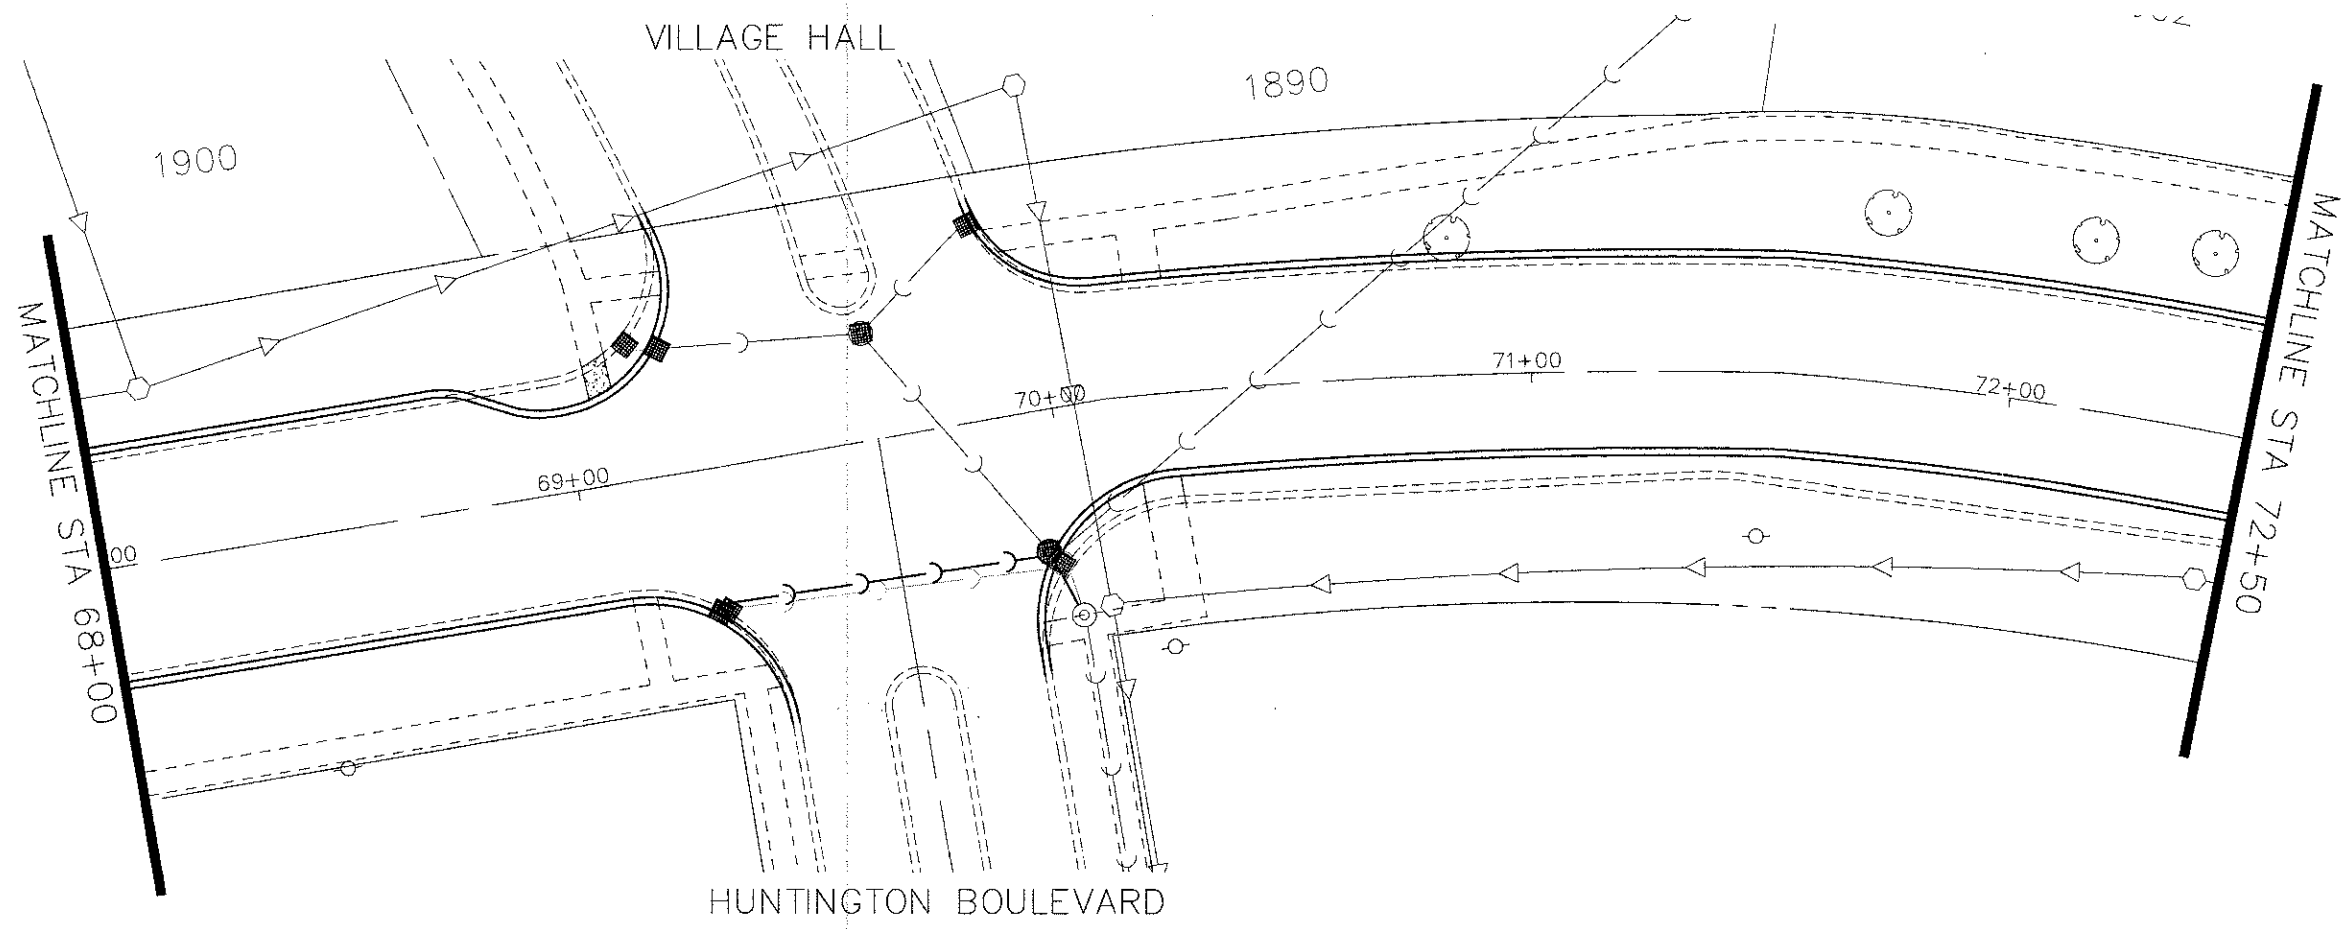 VILLAGE HALL
1890
1900
MATCHLINE STA 68+00
MATCHLINE STA 72+50
00
69+00
70+00
71+00
72+00
HUNTINGTON BOULEVARD